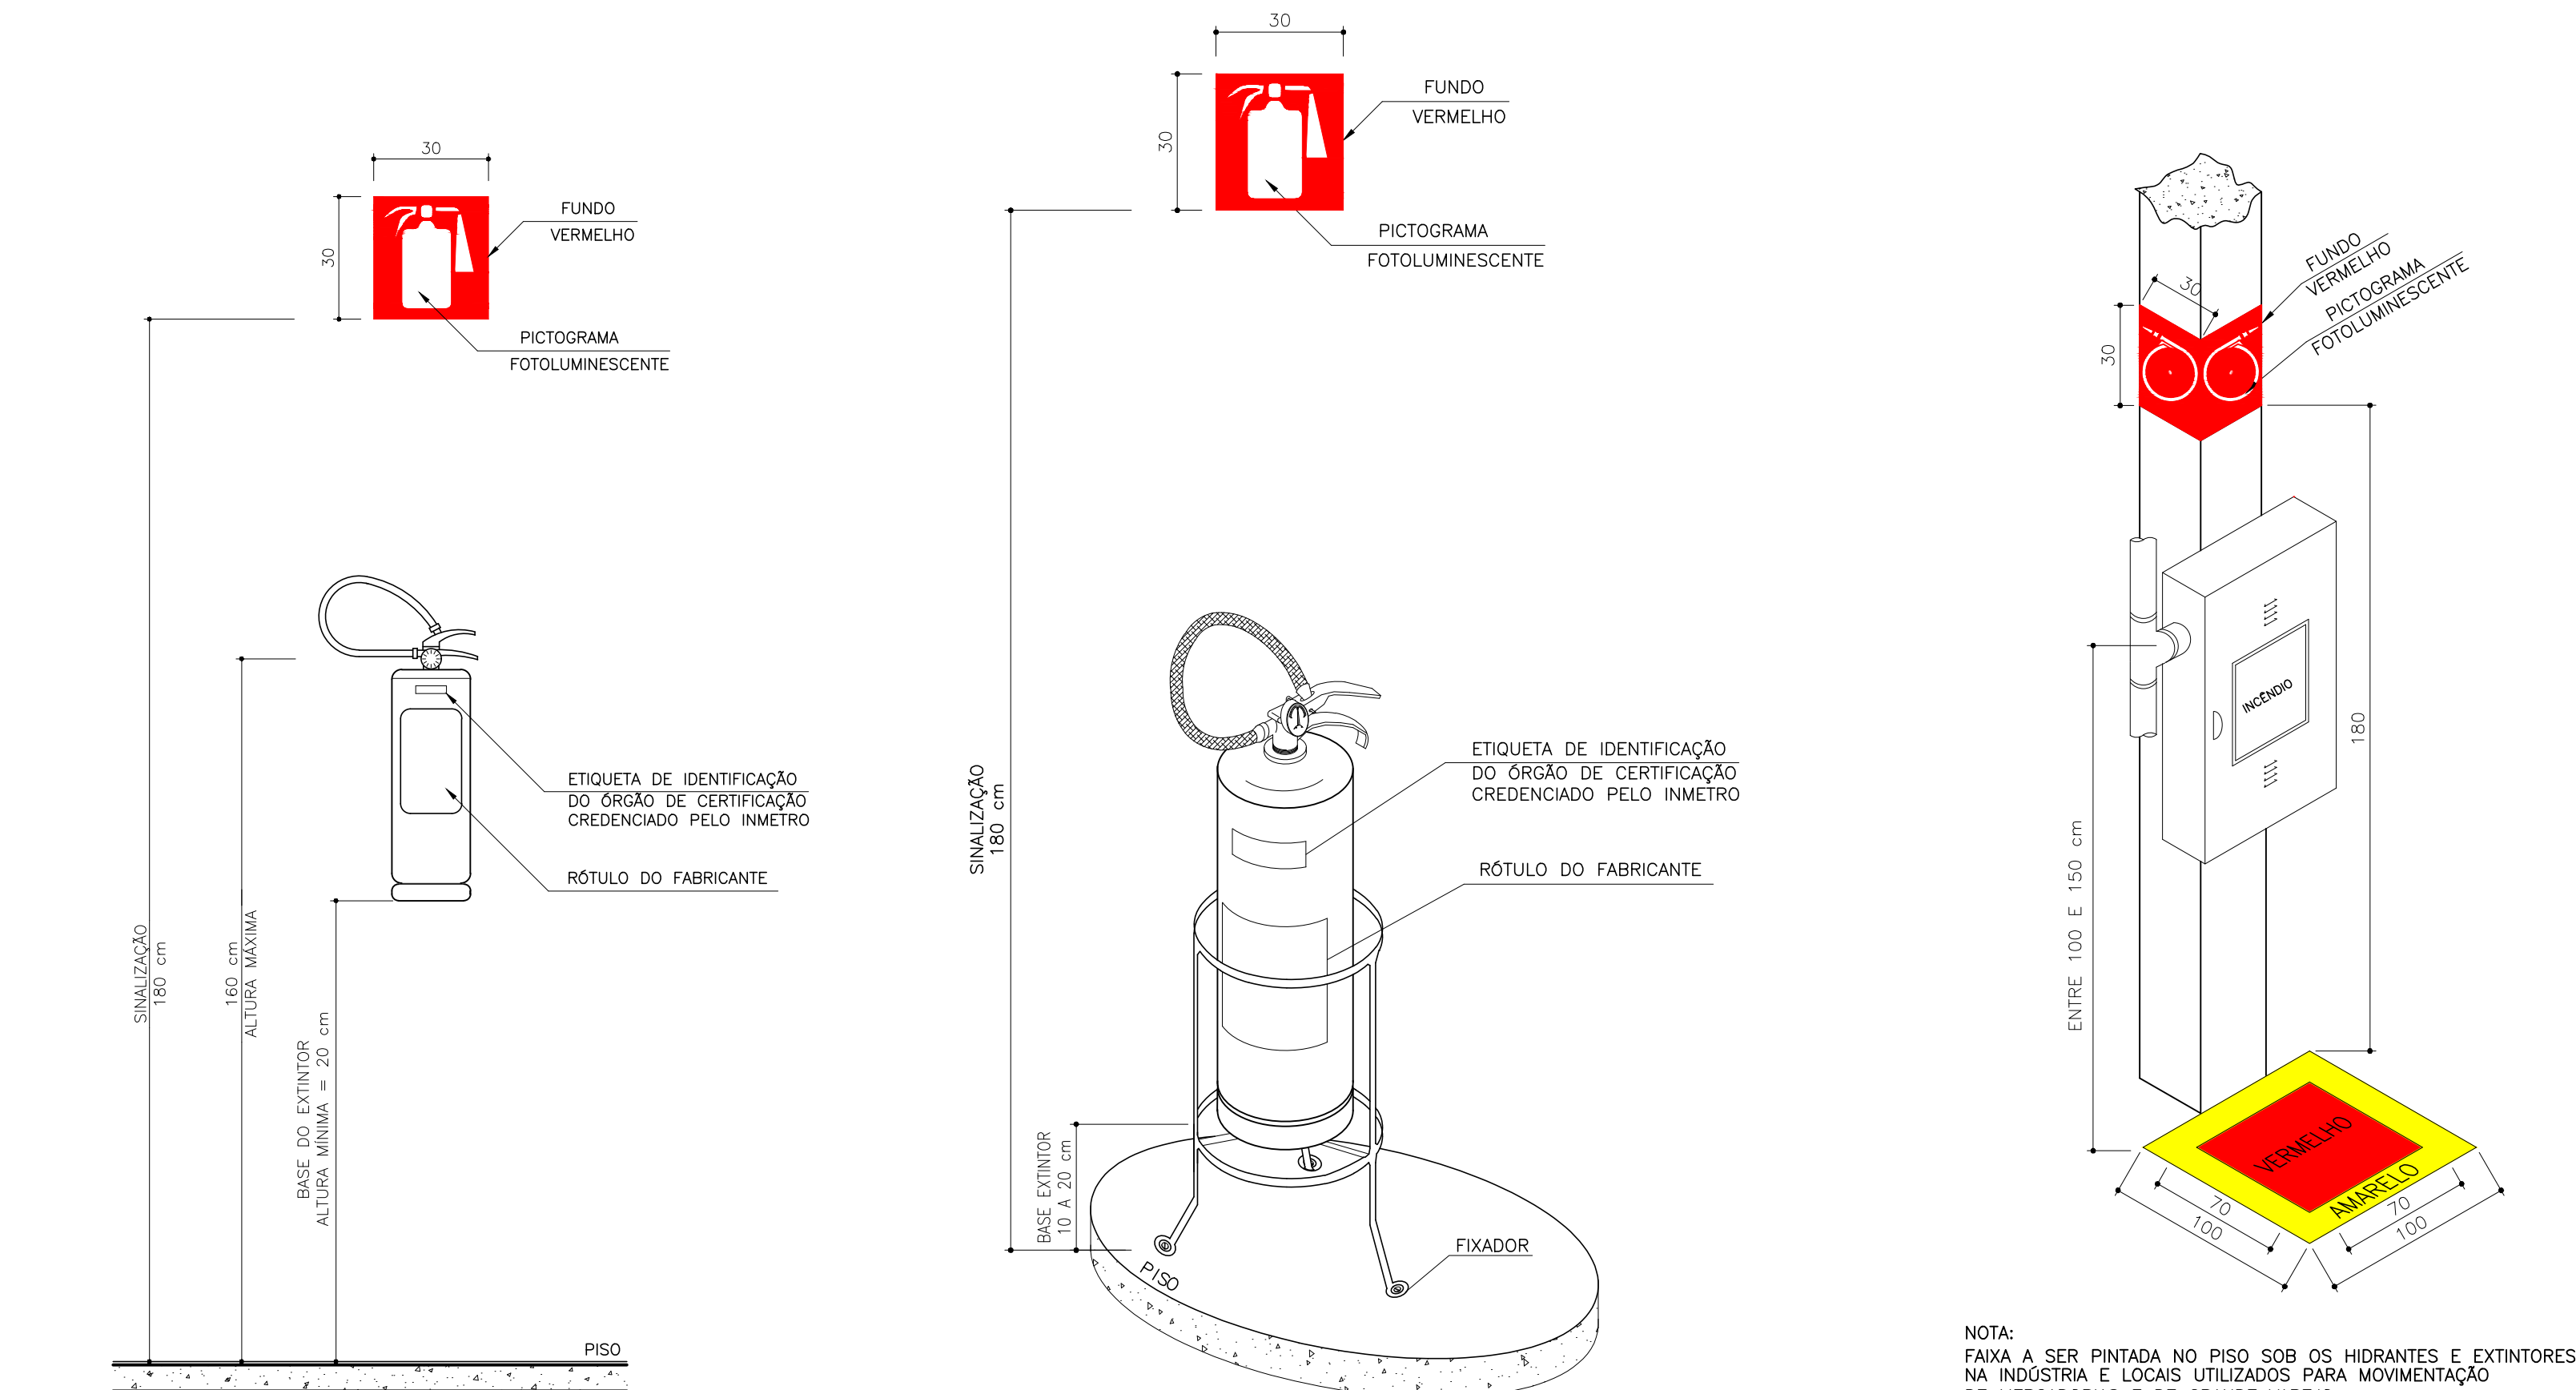 30
30
FUNDO
VERMELHO
PICTOGRAMA
FOTOLUMINESCENTE
ETIQUETA DE IDENTIFICAÇÃO
DO ÓRGÃO DE CERTIFICAÇÃO
CREDENCIADO PELO INMETRO
RÓTULO DO FABRICANTE
SINALIZAÇÃO
180 cm
160 cm
ALTURA MÁXIMA
BASE DO EXTINTOR
ALTURA MÍNIMA = 20 cm
PISO
30
30
FUNDO
VERMELHO
PICTOGRAMA
FOTOLUMINESCENTE
SINALIZAÇÃO
180 cm
ETIQUETA DE IDENTIFICAÇÃO
DO ÓRGÃO DE CERTIFICAÇÃO
CREDENCIADO PELO INMETRO
RÓTULO DO FABRICANTE
BASE EXTINTOR
10 A 20 cm
FIXADOR
PISO
FUNDO
VERMELHO
PICTOGRAMA
FOTOLUMINESCENTE
30
30
INCÊNDIO
180
ENTRE 100 E 150 cm
VERMELHO
AMARELO
70
100
70
100
NOTA:
FAIXA A SER PINTADA NO PISO SOB OS HIDRANTES E EXTINTORES
NA INDÚSTRIA E LOCAIS UTILIZADOS PARA MOVIMENTAÇÃO